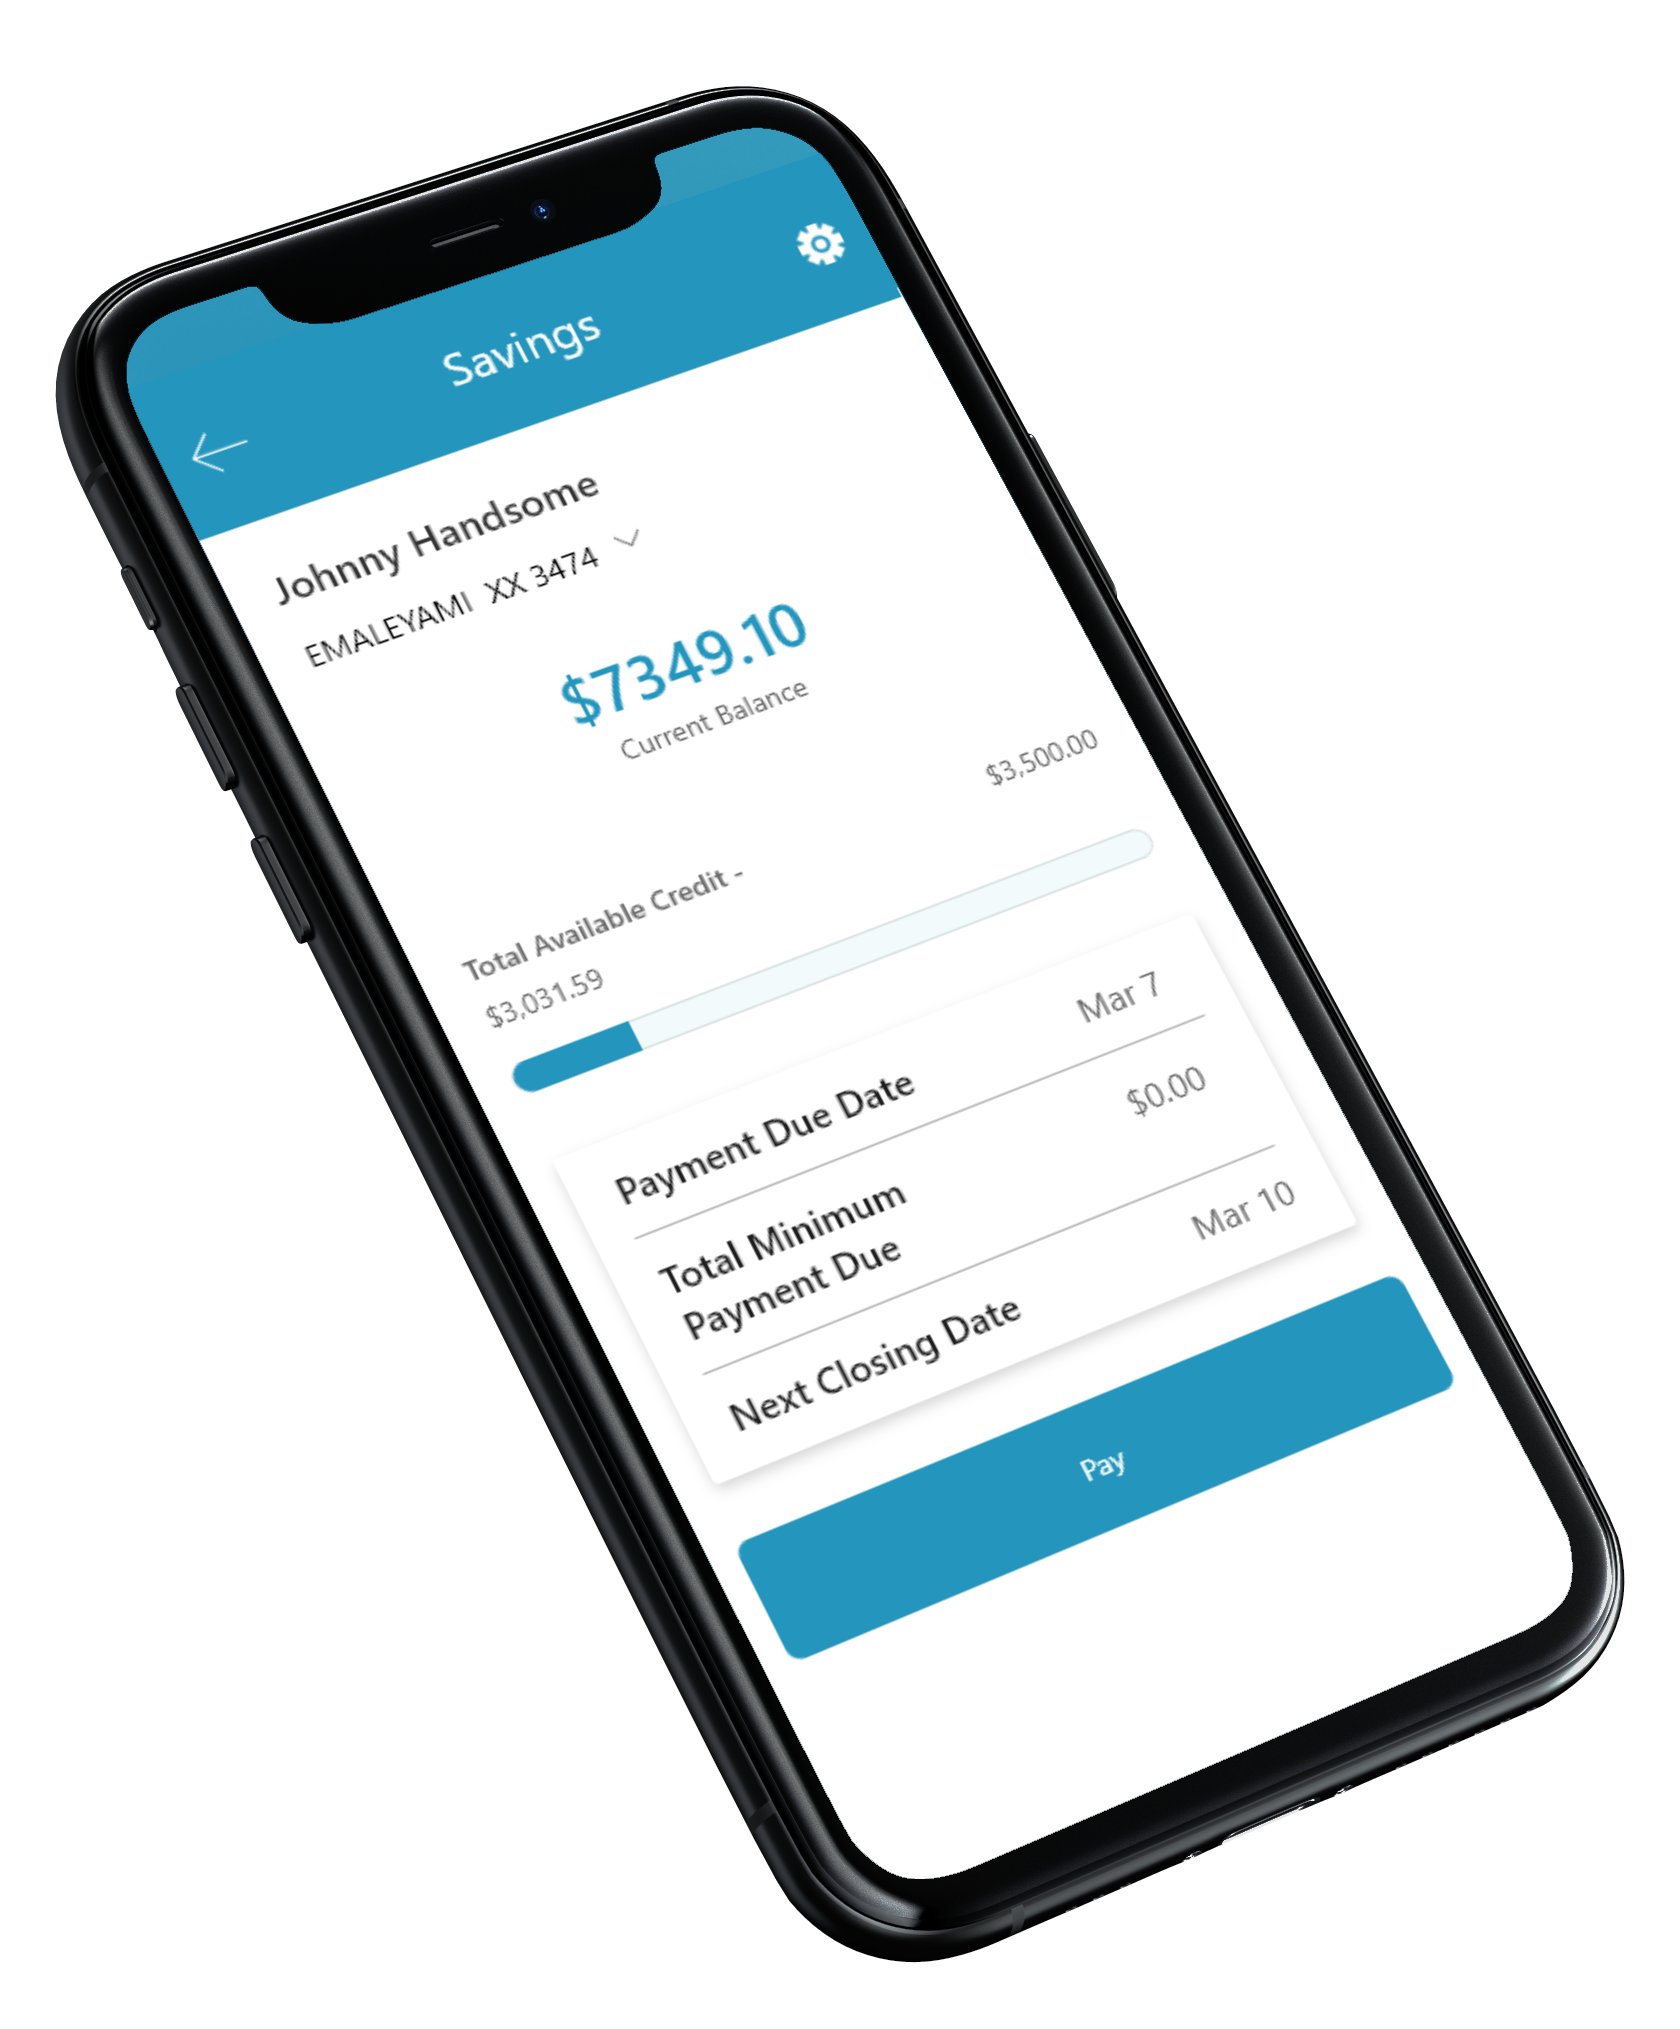 Savings
Johnny Handsome
EMALEYAMI XX 3474
$7349.10
Current Balance
$3,500.00
Total Available Credit -
$3,031.59
Payment Due Date
Mar 7
Total Minimum
Payment Due
$0.00
Next Closing Date
Mar 10
Pay